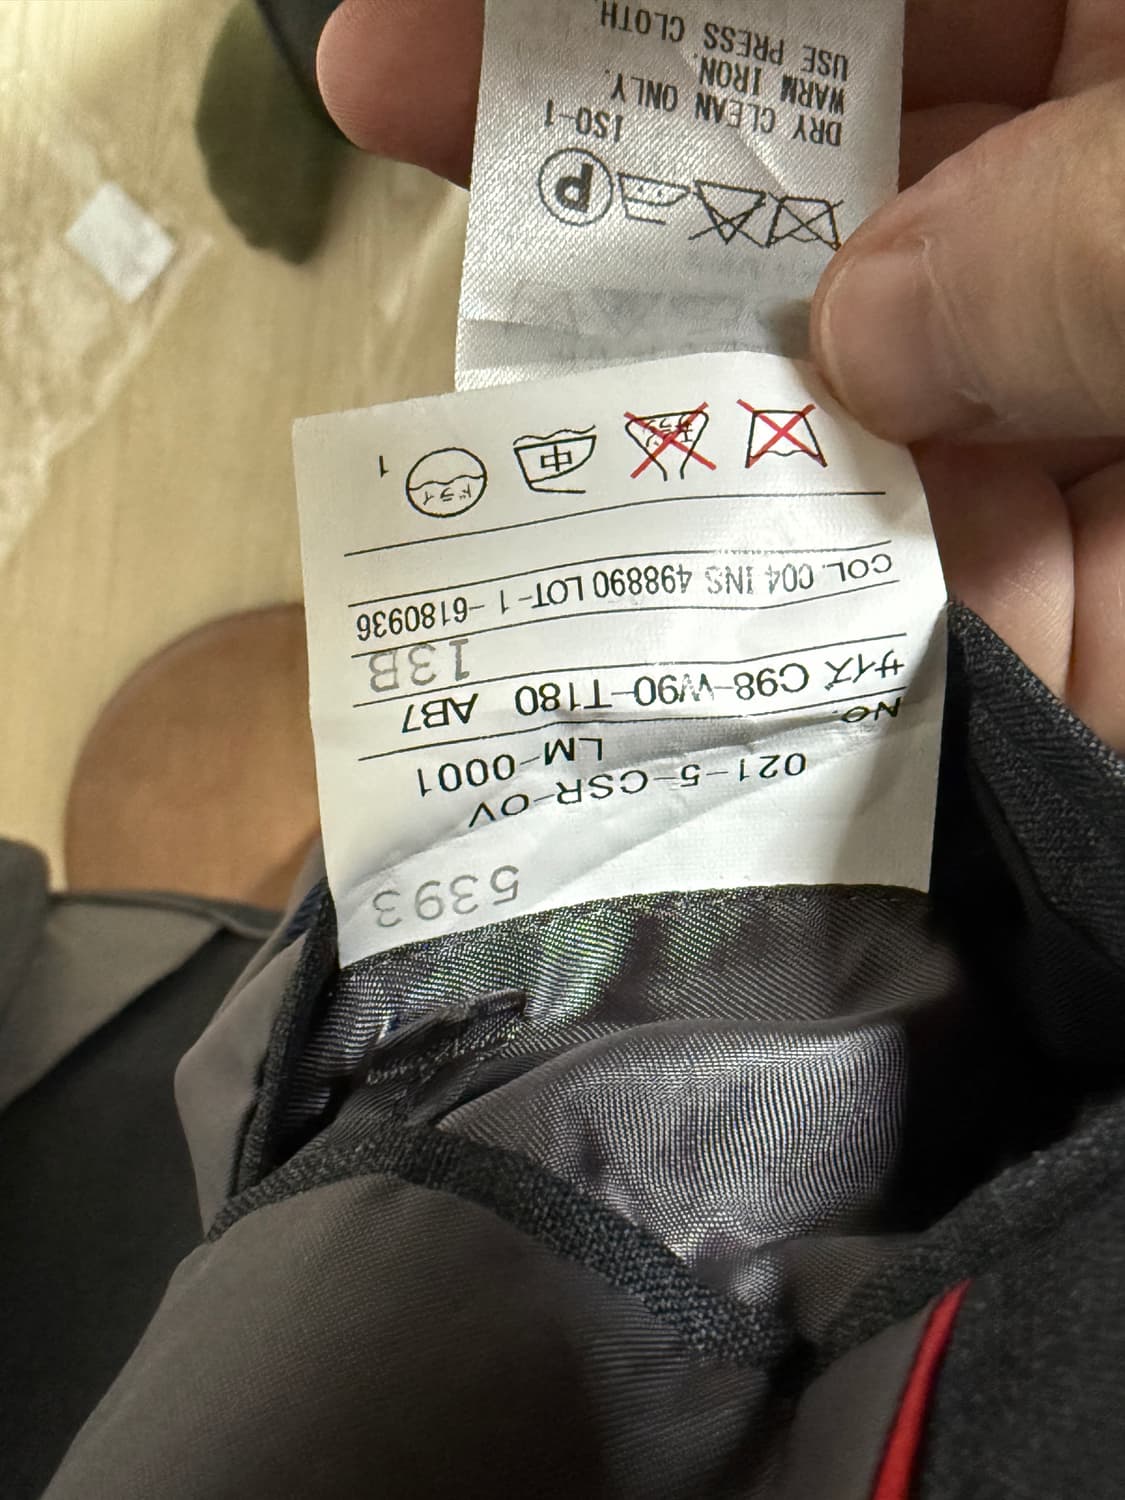 5393
021-5-CSR-OV
No. LM-0001
サイズ C98-W90-T180 AB7
13B
COL. 004 INS 498890 LOT-1 -6180936
中 ドライ
1
P
ISO-1
DRY CLEAN ONLY.
WARM IRON.
USE PRESS CLOTH.